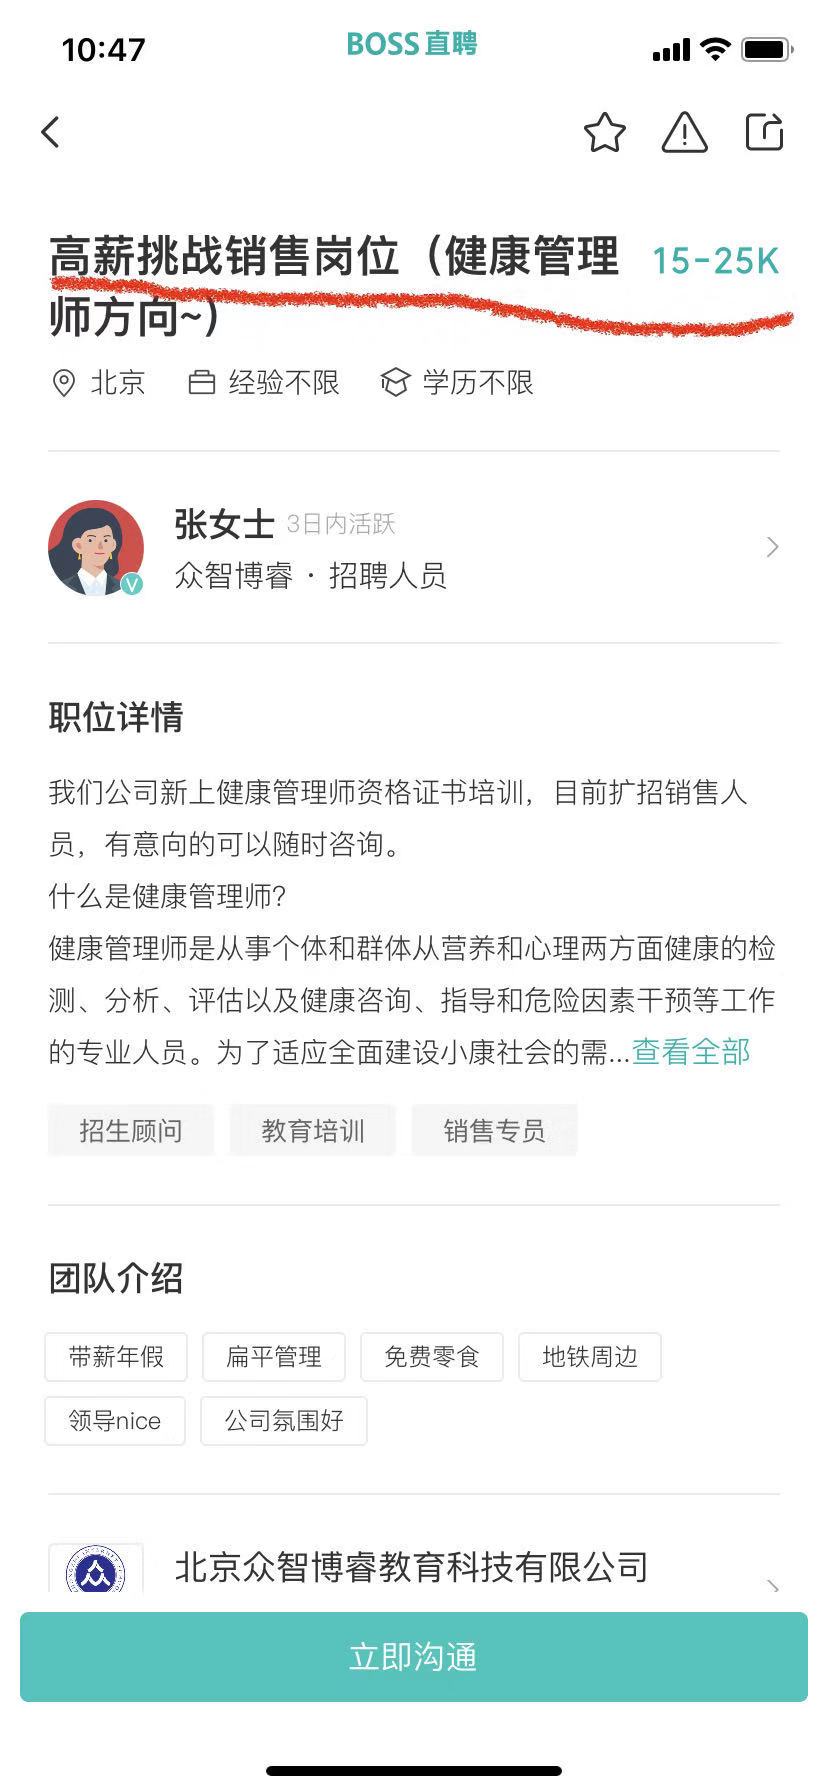 10:47
BOSS直聘
高薪挑战销售岗位（健康管理
师方向~）
15-25K
北京 经验不限 学历不限
张女士 3日内活跃
众智博睿 · 招聘人员
职位详情
我们公司新上健康管理师资格证书培训，目前扩招销售人
员，有意向的可以随时咨询。
什么是健康管理师？
健康管理师是从事个体和群体从营养和心理两方面健康的检
测、分析、评估以及健康咨询、指导和危险因素干预等工作
的专业人员。为了适应全面建设小康社会的需...查看全部
招生顾问 教育培训 销售专员
团队介绍
带薪年假 扁平管理 免费零食 地铁周边
领导nice 公司氛围好
北京众智博睿教育科技有限公司
立即沟通